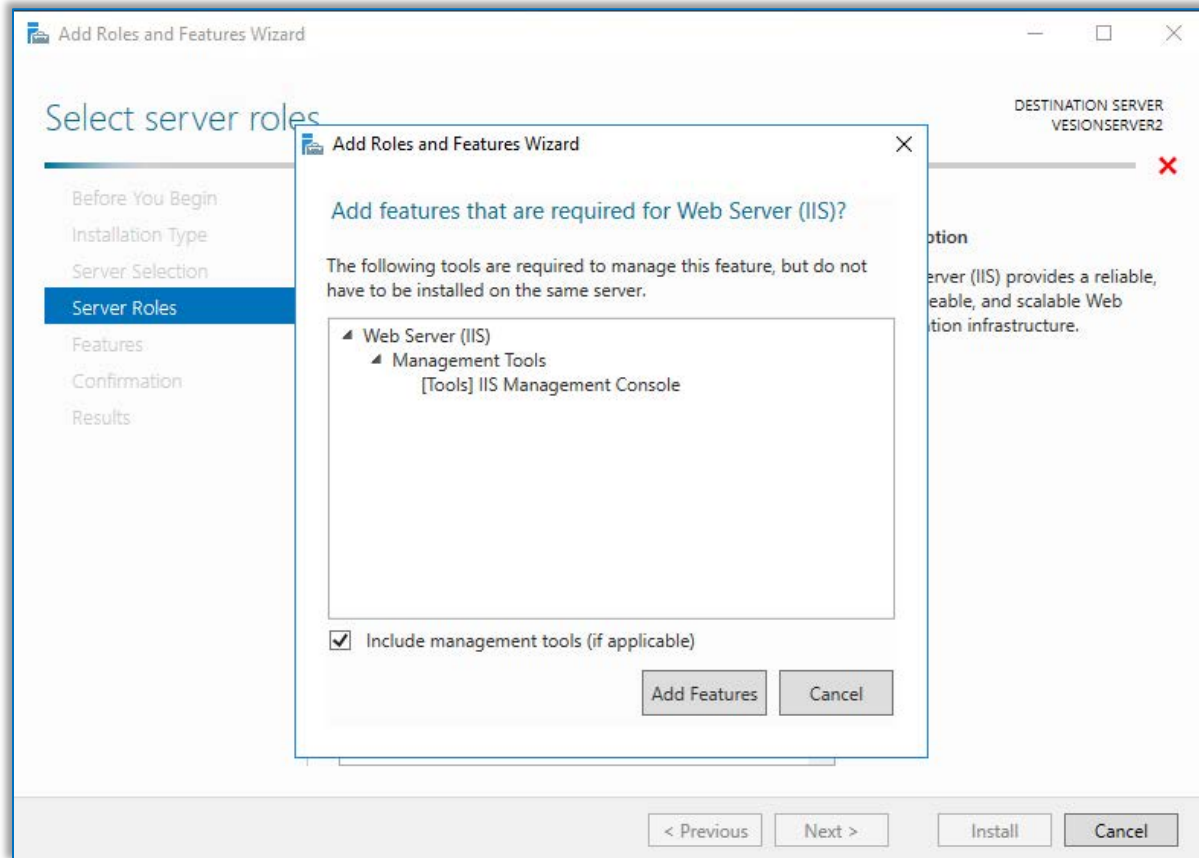 Add Roles and Features Wizard
Select server roles
DESTINATION SERVER
VESIONSERVER2
Before You Begin
Installation Type
Server Selection
Server Roles
Features
Confirmation
Results
Add Roles and Features Wizard
Add features that are required for Web Server (IIS)?
The following tools are required to manage this feature, but do not
have to be installed on the same server.
Web Server (IIS)
Management Tools
[Tools] IIS Management Console
Include management tools (if applicable)
Add Features
Cancel
(IIS) provides a reliable,
and scalable Web
infrastructure.
< Previous
Next >
Install
Cancel